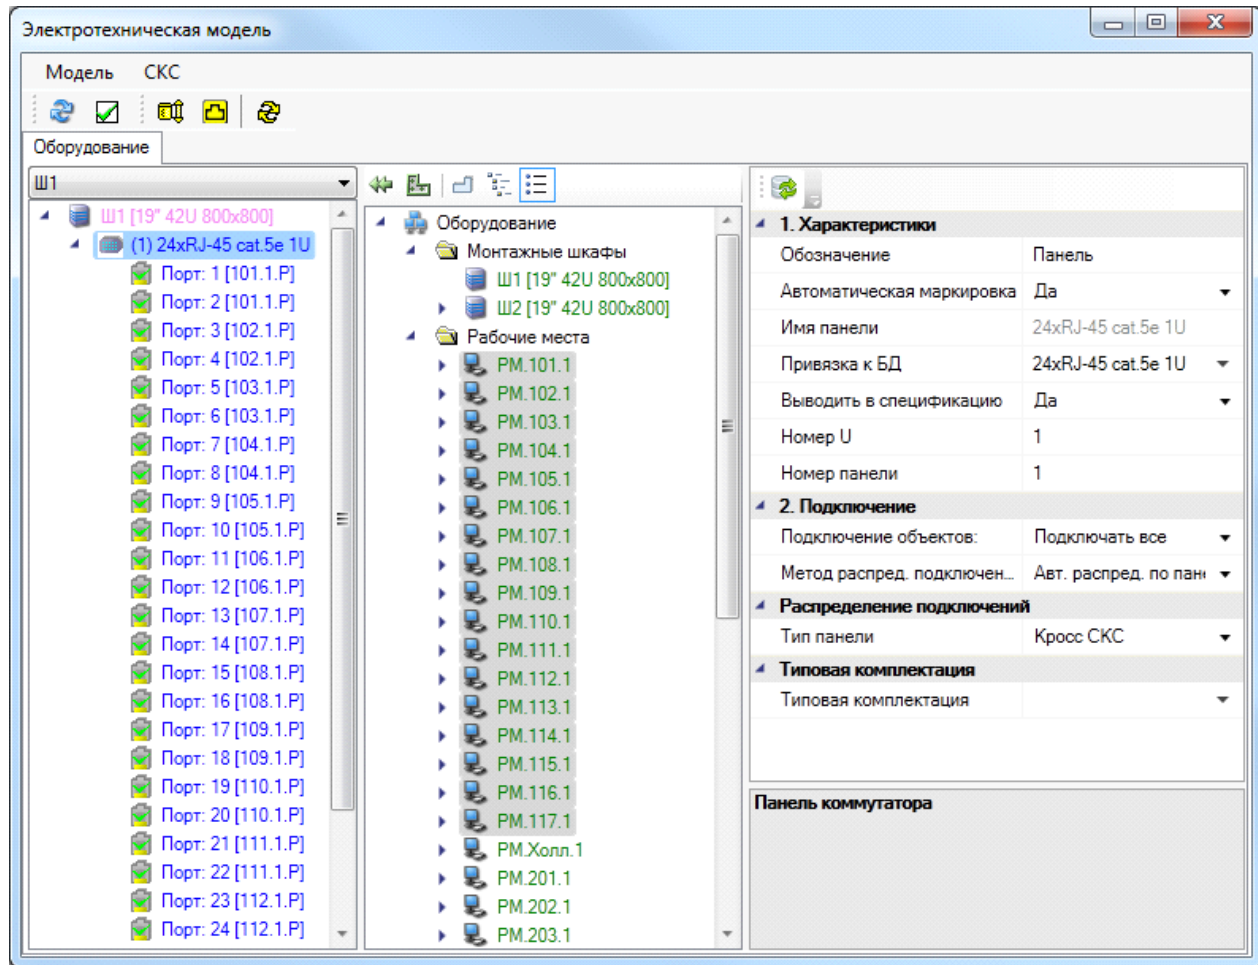 Электротехническая модель
Модель СКС
Оборудование
Ш1
Ш1 [19" 42U 800x800]
(1) 24xRJ-45 cat.5e 1U
Порт: 1 [101.1.P]
Порт: 2 [101.1.P]
Порт: 3 [102.1.P]
Порт: 4 [102.1.P]
Порт: 5 [103.1.P]
Порт: 6 [103.1.P]
Порт: 7 [104.1.P]
Порт: 8 [104.1.P]
Порт: 9 [105.1.P]
Порт: 10 [105.1.P]
Порт: 11 [106.1.P]
Порт: 12 [106.1.P]
Порт: 13 [107.1.P]
Порт: 14 [107.1.P]
Порт: 15 [108.1.P]
Порт: 16 [108.1.P]
Порт: 17 [109.1.P]
Порт: 18 [109.1.P]
Порт: 19 [110.1.P]
Порт: 20 [110.1.P]
Порт: 21 [111.1.P]
Порт: 22 [111.1.P]
Порт: 23 [112.1.P]
Порт: 24 [112.1.P]
Оборудование
Монтажные шкафы
Ш1 [19" 42U 800x800]
Ш2 [19" 42U 800x800]
Рабочие места
РМ.101.1
РМ.102.1
РМ.103.1
РМ.104.1
РМ.105.1
РМ.106.1
РМ.107.1
РМ.108.1
РМ.109.1
РМ.110.1
РМ.111.1
РМ.112.1
РМ.113.1
РМ.114.1
РМ.115.1
РМ.116.1
РМ.117.1
РМ.Холл.1
РМ.201.1
РМ.202.1
РМ.203.1
1. Характеристики
Обозначение Панель
Автоматическая маркировка Да
Имя панели 24xRJ-45 cat.5e 1U
Привязка к БД 24xRJ-45 cat.5e 1U
Выводить в спецификацию Да
Номер U 1
Номер панели 1
2. Подключение
Подключение объектов: Подключать все
Метод распред. подключен... Авт. распред. по пан
Распределение подключений
Тип панели Кросс СКС
Типовая комплектация
Типовая комплектация
Панель коммутатора